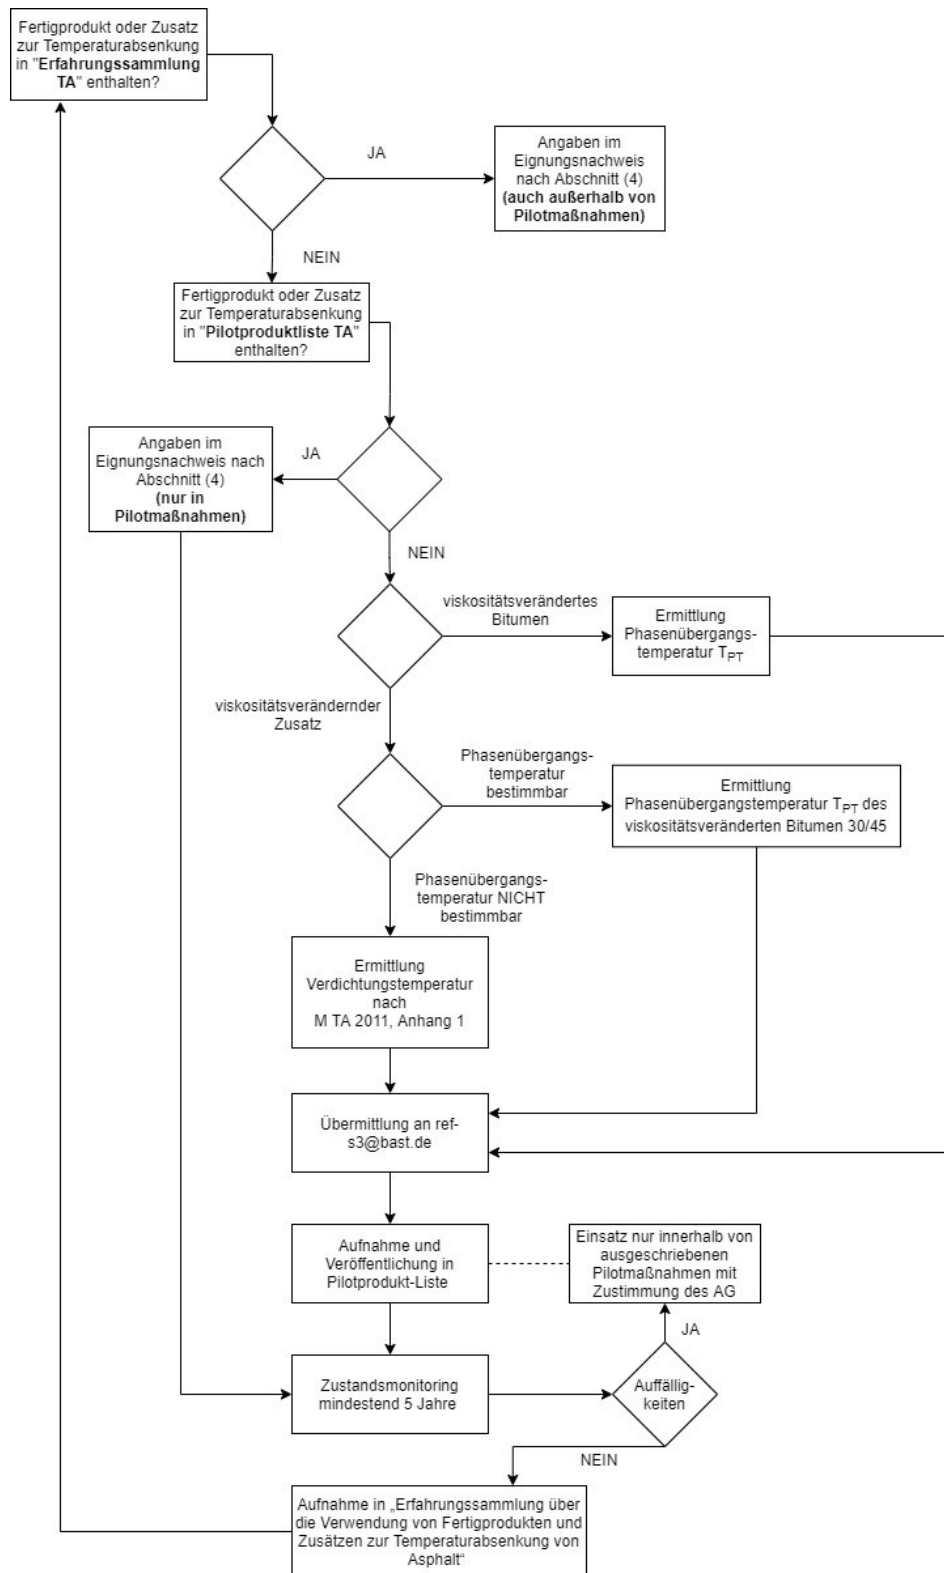 Fertigprodukt oder Zusatz
zur Temperaturabsenkung
in "Erfahrungssammlung
TA" enthalten?
JA
Angaben im
Eignungsnachweis
nach Abschnitt (4)
(auch außerhalb von
Pilotmaßnahmen)
NEIN
Fertigprodukt oder Zusatz
zur Temperaturabsenkung
in "Pilotproduktliste TA"
enthalten?
JA
Angaben im
Eignungsnachweis nach
Abschnitt (4)
(nur in
Pilotmaßnahmen)
NEIN
viskositätsverändertes
Bitumen
Ermittlung
Phasenübergangs-
temperatur TPT
viskositätsverändernder
Zusatz
Phasenübergangs-
temperatur
bestimmbar
Ermittlung
Phasenübergangstemperatur TPT des
viskositätsveränderten Bitumen 30/45
Phasenübergangs-
temperatur NICHT
bestimmbar
Ermittlung
Verdichtungstemperatur
nach
M TA 2011, Anhang 1
Übermittlung an ref-
s3@bast.de
Aufnahme und
Veröffentlichung in
Pilotprodukt-Liste
Einsatz nur innerhalb von
ausgeschriebenen
Pilotmaßnahmen mit
Zustimmung des AG
JA
Zustandsmonitoring
mindestend 5 Jahre
Auffällig-
keiten
NEIN
Aufnahme in „Erfahrungssammlung über
die Verwendung von Fertigprodukten und
Zusätzen zur Temperaturabsenkung von
Asphalt“